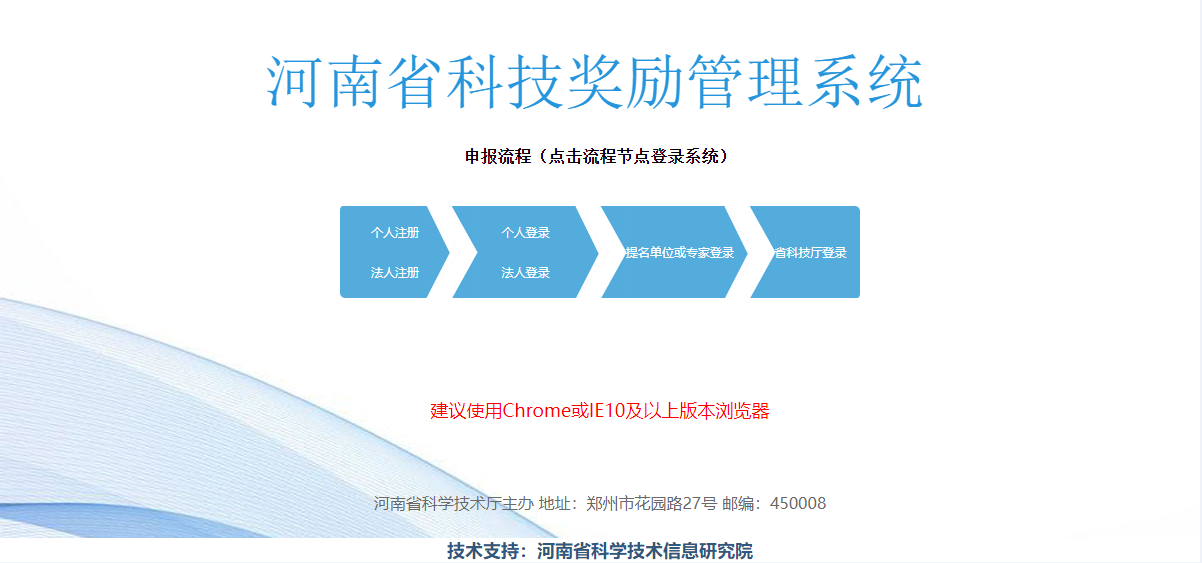 河南省科技奖励管理系统
申报流程（点击流程节点登录系统）
个人注册
法人注册
个人登录
法人登录
提名单位或专家登录
省科技厅登录
建议使用Chrome或IE10及以上版本浏览器
河南省科学技术厅主办 地址：郑州市花园路27号 邮编：450008
技术支持：河南省科学技术信息研究院